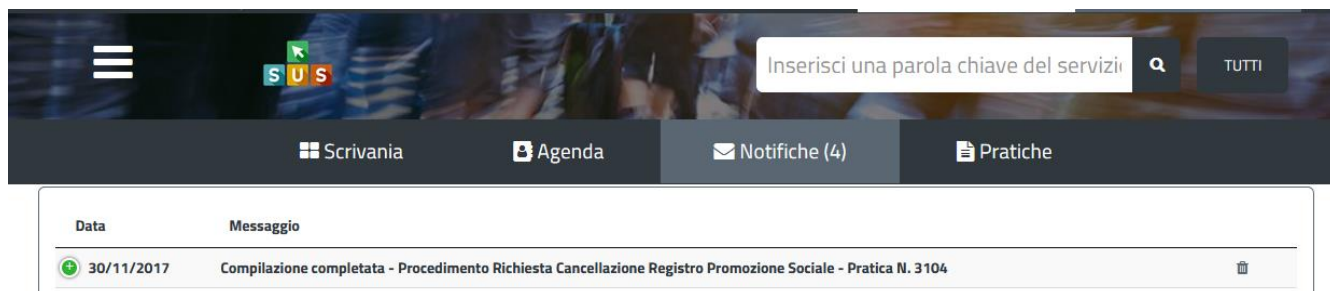 SUS
Inserisci una parola chiave del servizi
TUTTI
Scrivania
Agenda
Notifiche (4)
Pratiche
Data Messaggio
30/11/2017 Compilazione completata - Procedimento Richiesta Cancellazione Registro Promozione Sociale - Pratica N. 3104